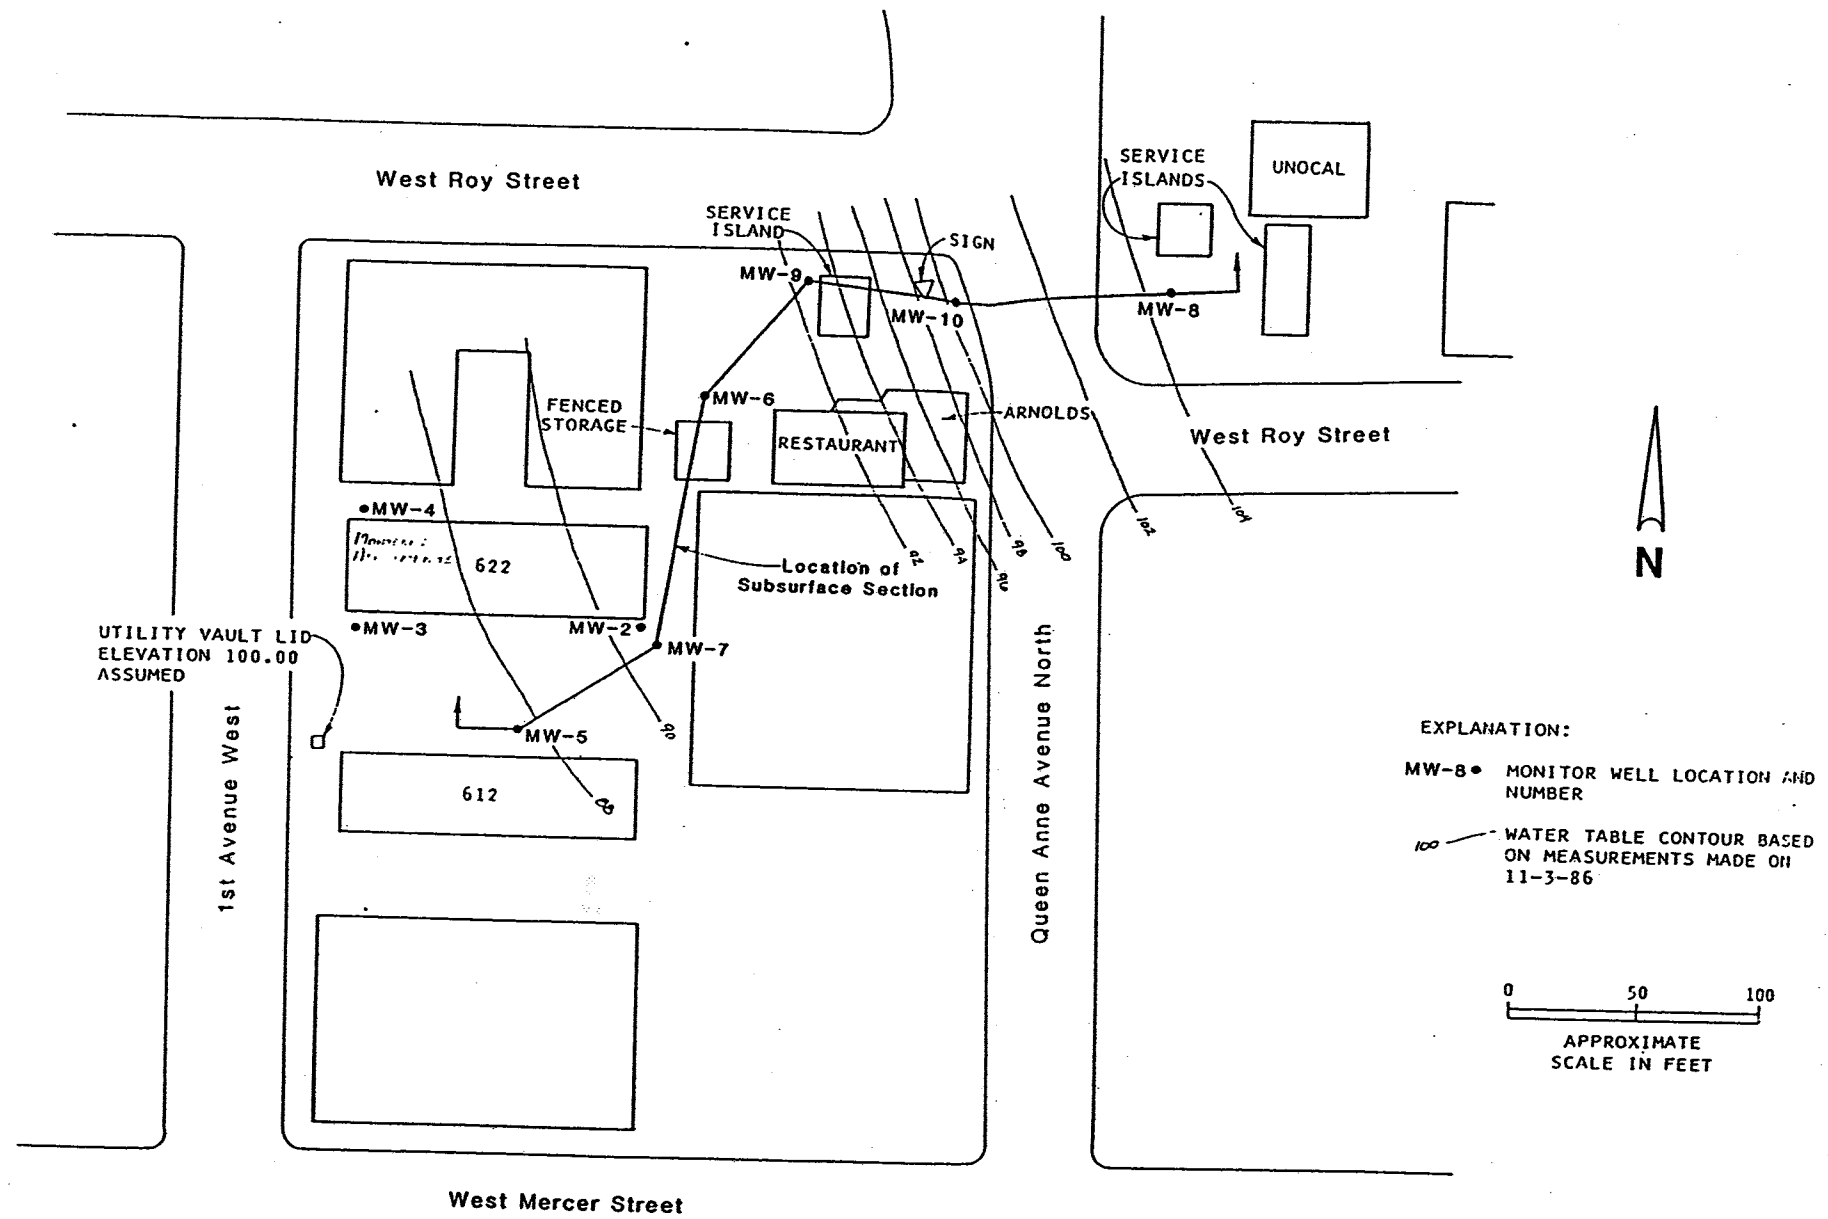 West Roy Street
SERVICE
ISLANDS
UNOCAL
SERVICE
ISLAND
SIGN
MW-9
MW-10
MW-8
MW-6
FENCED
STORAGE
ARNOLDS
RESTAURANT
West Roy Street
MW-4
622
92
94
96
98
100
102
104
N
Location of
Subsurface Section
UTILITY VAULT LID
ELEVATION 100.00
ASSUMED
MW-3
MW-2
MW-7
90
MW-5
88
612
1st Avenue West
Queen Anne Avenue North
EXPLANATION:
MW-8 MONITOR WELL LOCATION AND
NUMBER
100 WATER TABLE CONTOUR BASED
ON MEASUREMENTS MADE ON
11-3-86
0 50 100
APPROXIMATE
SCALE IN FEET
West Mercer Street